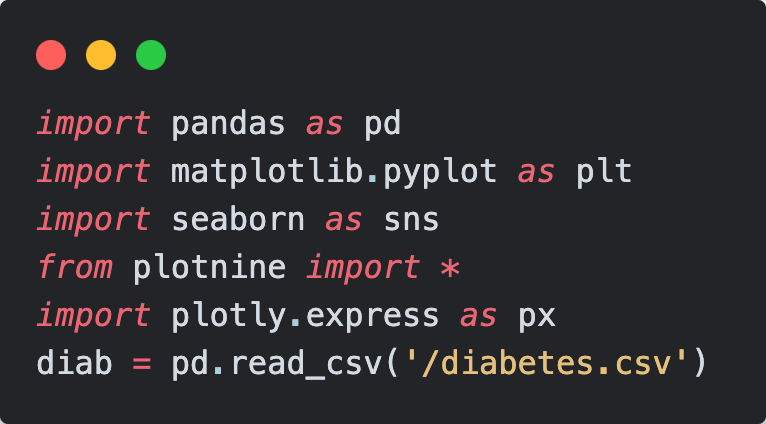 import pandas as pd
import matplotlib.pyplot as plt
import seaborn as sns
from plotnine import *
import plotly.express as px
diab = pd.read_csv('/diabetes.csv')